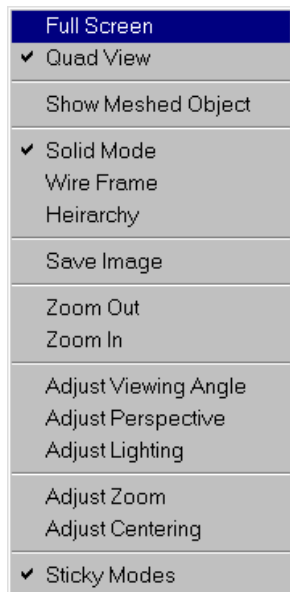 Full Screen
✔ Quad View
Show Meshed Object
✔ Solid Mode
Wire Frame
Heirarchy
Save Image
Zoom Out
Zoom In
Adjust Viewing Angle
Adjust Perspective
Adjust Lighting
Adjust Zoom
Adjust Centering
✔ Sticky Modes